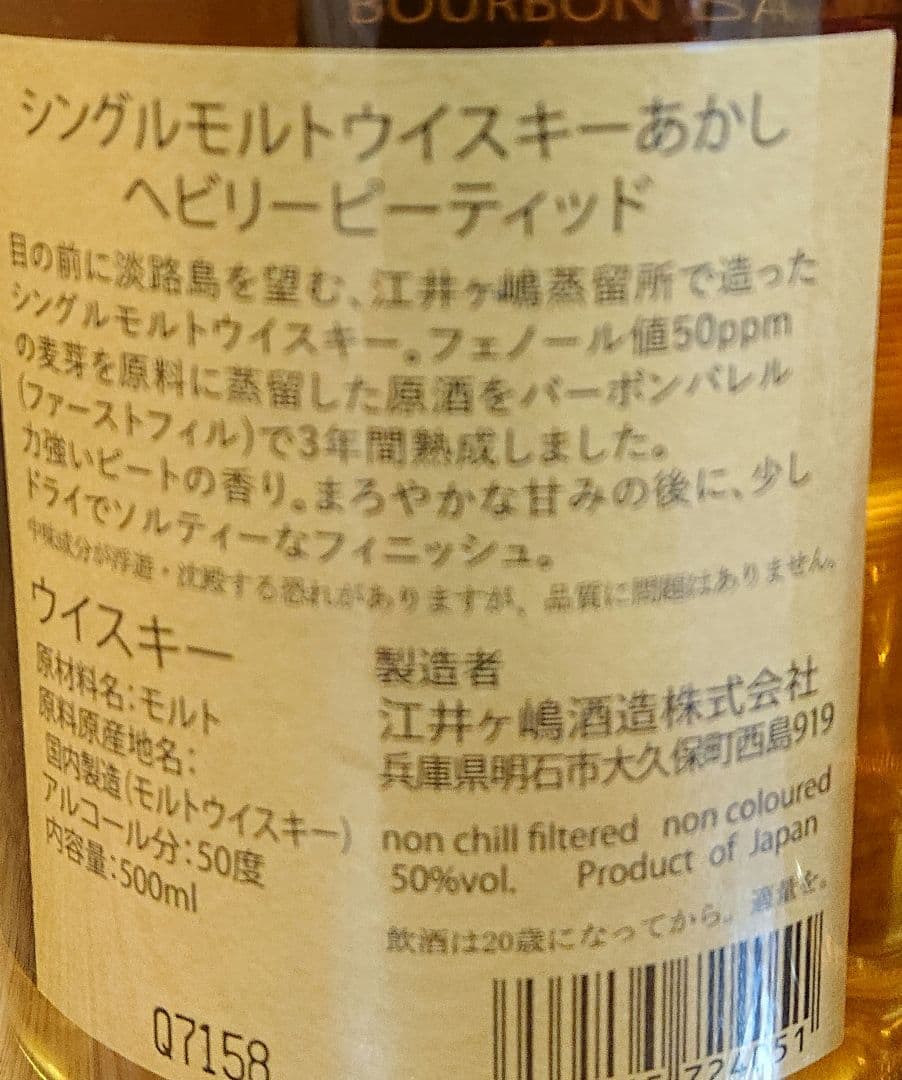 BOURBON BA
シングルモルトウイスキーあかし
ヘビリーピーティッド
目の前に淡路島を望む、江井ヶ嶋蒸留所で造った
シングルモルトウイスキー。フェノール値50ppm
の麦芽を原料に蒸留した原酒をバーボンバレル
(ファーストフィル)で3年間熟成しました。
力強いピートの香り。まろやかな甘みの後に、少し
ドライでソルティーなフィニッシュ。
中味成分が浮遊・沈殿する恐れがありますが、品質に問題はありません。
ウイスキー
原材料名:モルト
原料原産地名:
国内製造(モルトウイスキー)
アルコール分:50度
内容量:500ml
製造者
江井ヶ嶋酒造株式会社
兵庫県明石市大久保町西島919
non chill filtered non coloured
50%vol. Product of Japan
飲酒は20歳になってから。適量を。
Q7158